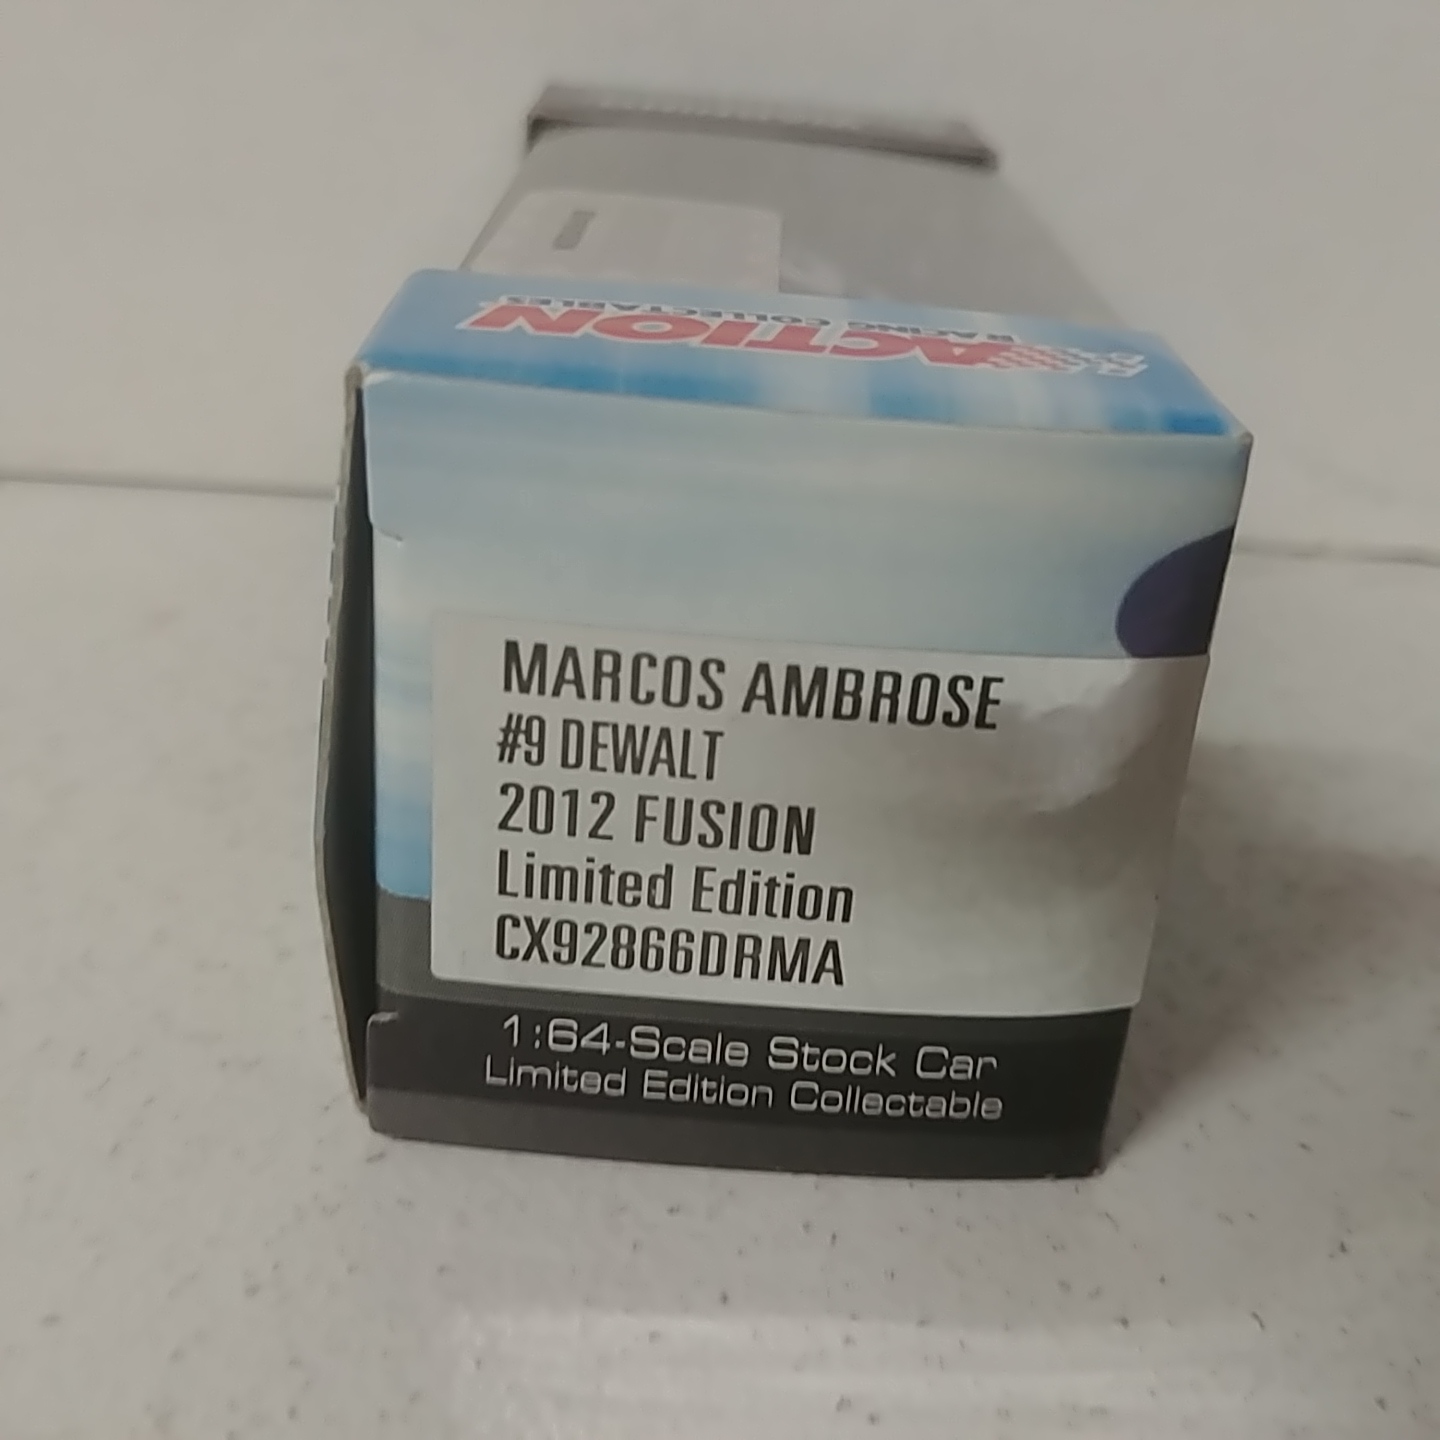 ACTION
RACING COLLECTABLES
MARCOS AMBROSE
#9 DEWALT
2012 FUSION
Limited Edition
CX92866DRMA
1:64-Scale Stock Car
Limited Edition Collectable